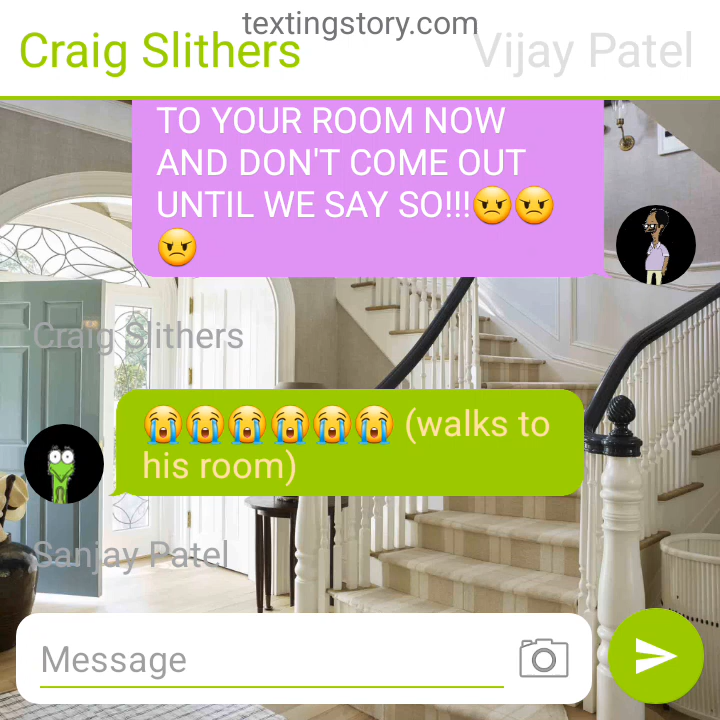 textingstory.com
Craig Slithers
Vijay Patel
TO YOUR ROOM NOW
AND DON'T COME OUT
UNTIL WE SAY SO!!!😠😠
😠
Craig Slithers
😭😭😭😭😭😭 (walks to
his room)
Sanjay Patel
Message